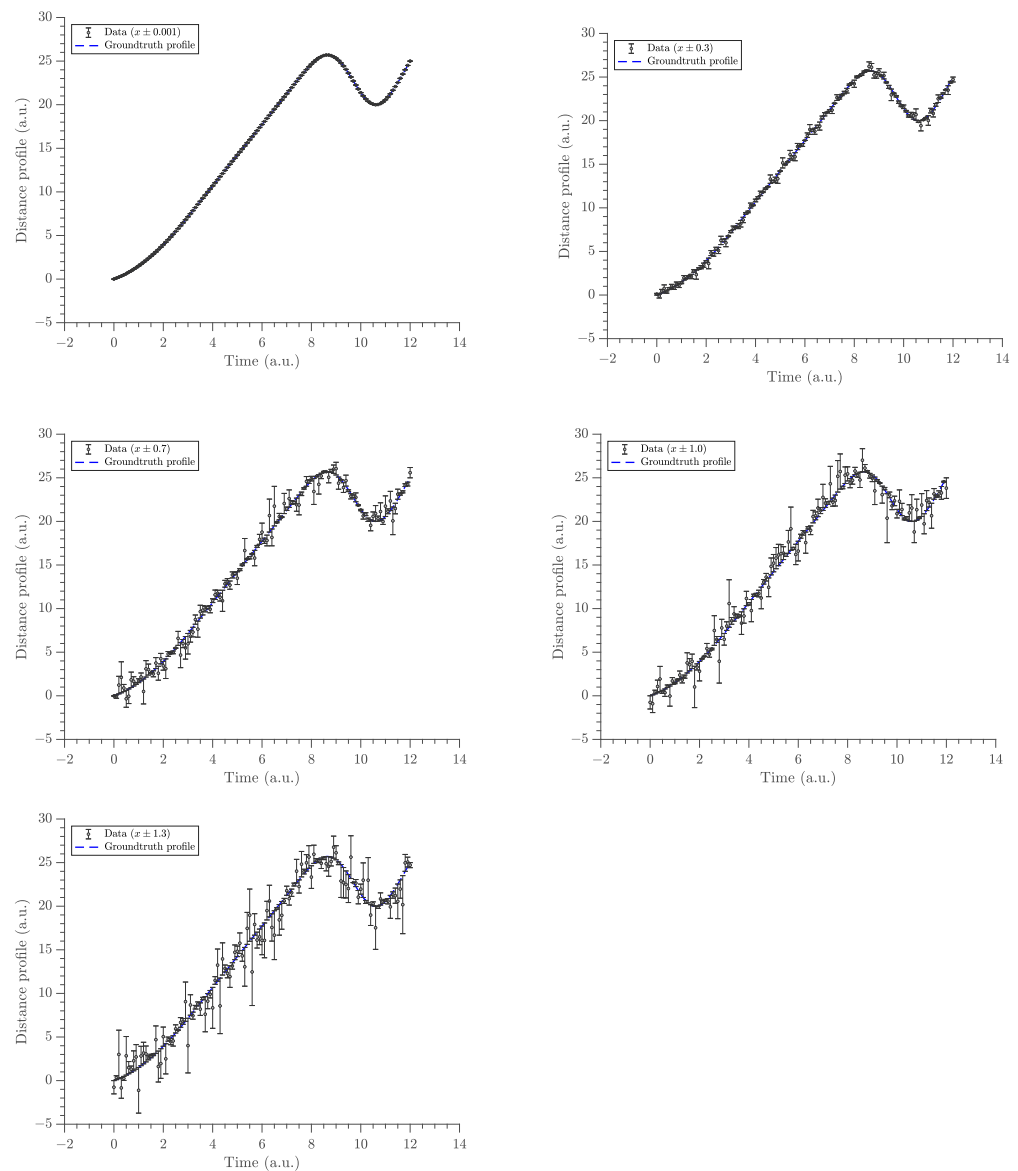 Data (x ± 0.001)
Groundtruth profile
30
25
20
15
10
5
0
−5
Distance profile (a.u.)
−2 0 2 4 6 8 10 12 14
Time (a.u.)
Data (x ± 0.3)
Groundtruth profile
30
25
20
15
10
5
0
−5
Distance profile (a.u.)
−2 0 2 4 6 8 10 12 14
Time (a.u.)
Data (x ± 0.7)
Groundtruth profile
30
25
20
15
10
5
0
−5
Distance profile (a.u.)
−2 0 2 4 6 8 10 12 14
Time (a.u.)
Data (x ± 1.0)
Groundtruth profile
30
25
20
15
10
5
0
−5
Distance profile (a.u.)
−2 0 2 4 6 8 10 12 14
Time (a.u.)
Data (x ± 1.3)
Groundtruth profile
30
25
20
15
10
5
0
−5
Distance profile (a.u.)
−2 0 2 4 6 8 10 12 14
Time (a.u.)